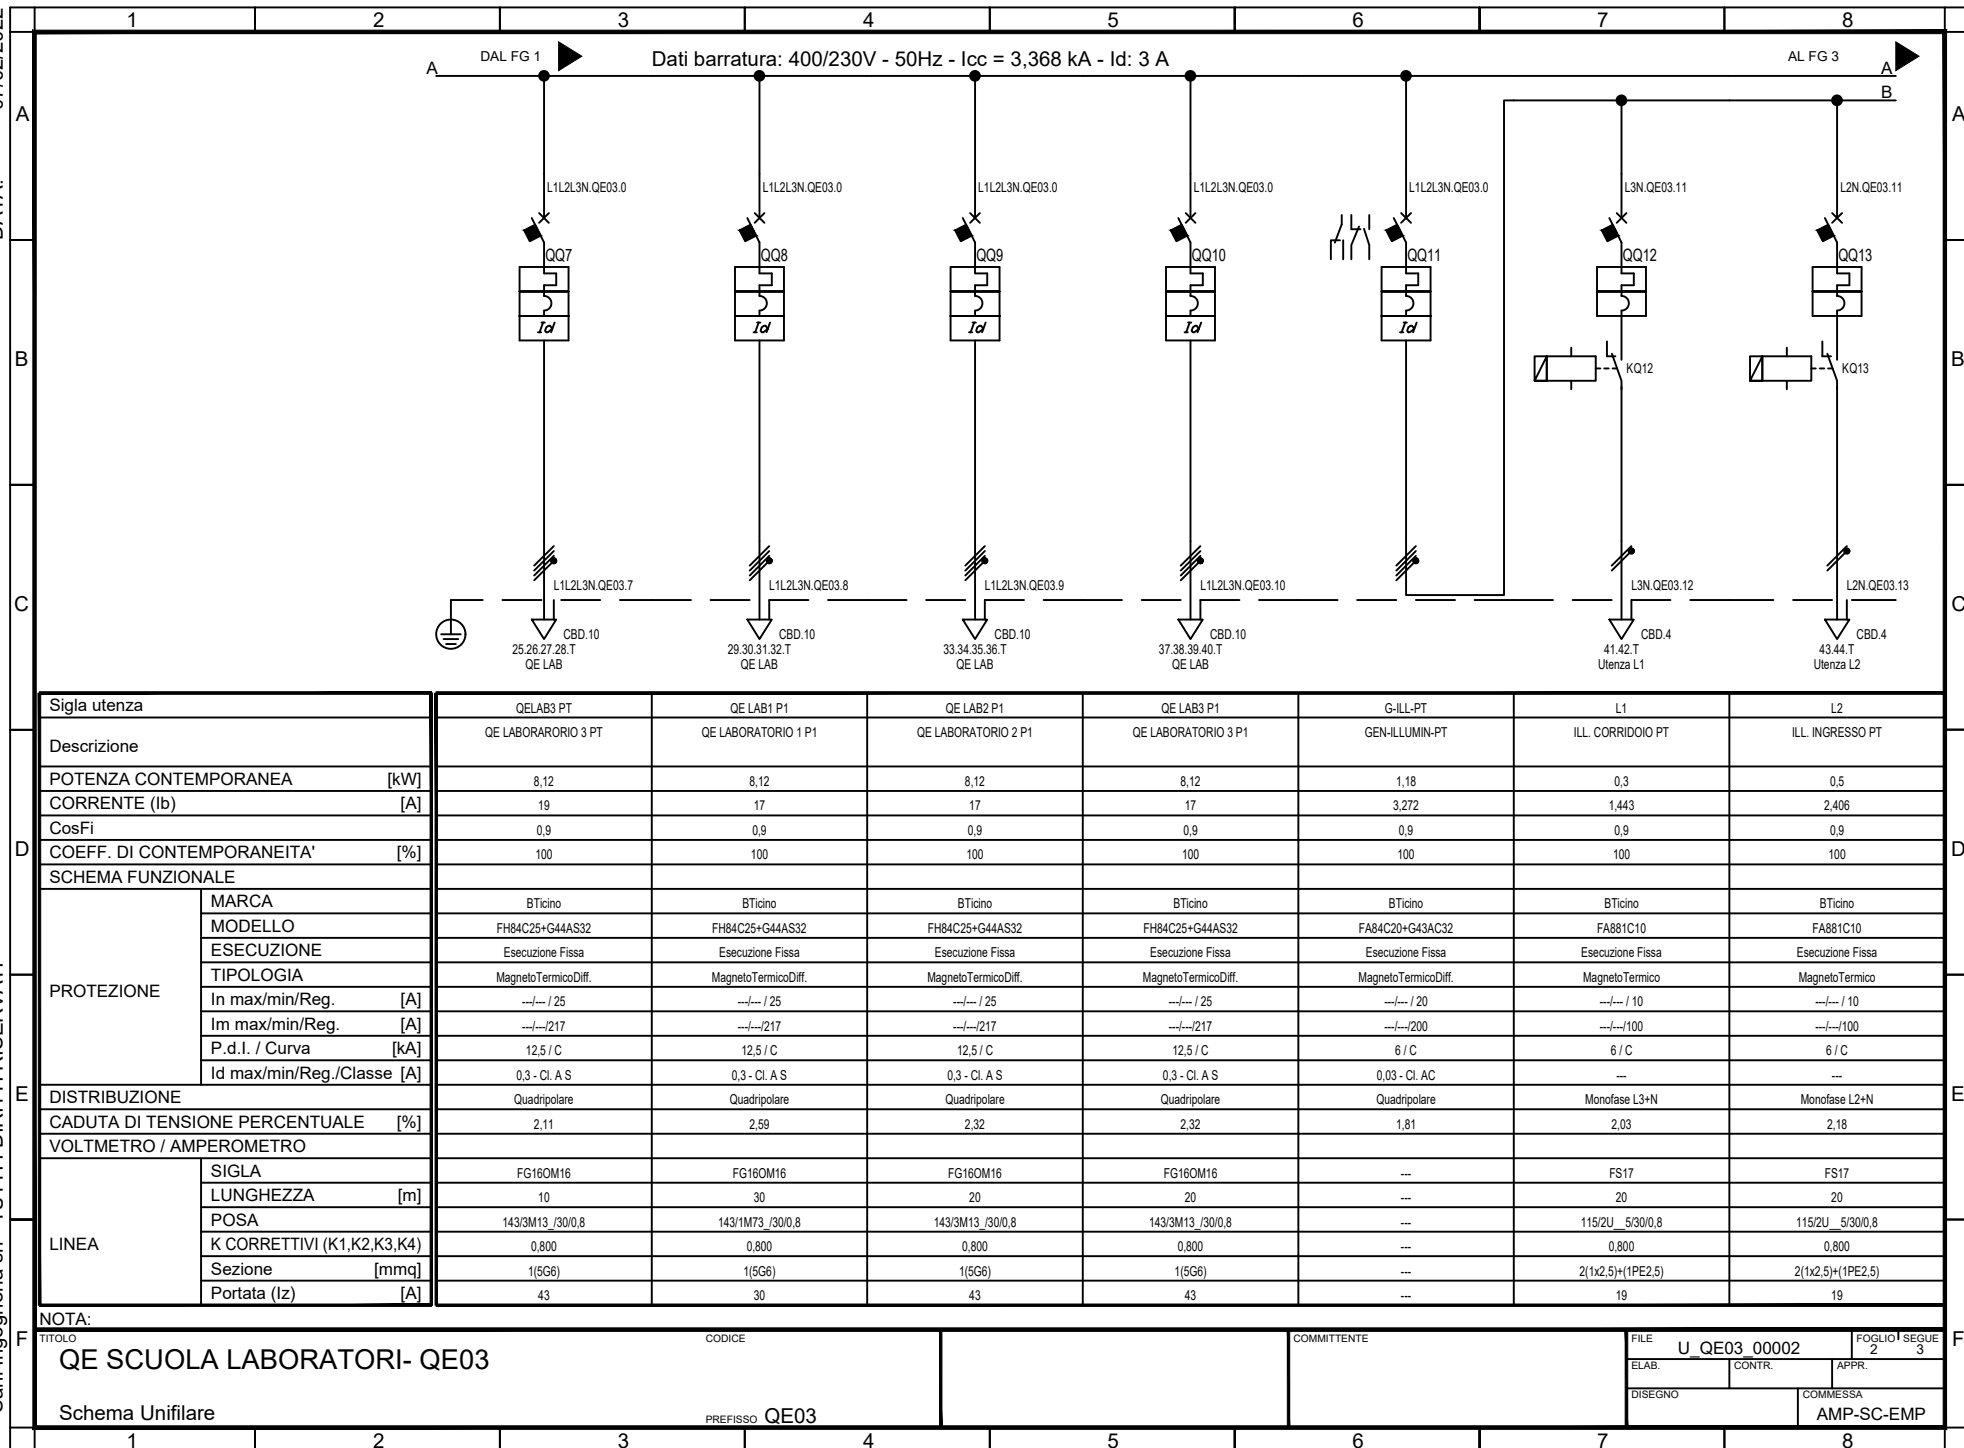 1 2 3 4 5 6 7 8
DAL FG 1 Dati barratura: 400/230V - 50Hz - Icc = 3,368 kA - Id: 3 A AL FG 3
A A
B
A A
L1L2L3N.QE03.0 L1L2L3N.QE03.0 L1L2L3N.QE03.0 L1L2L3N.QE03.0 L1L2L3N.QE03.0 L3N.QE03.11 L2N.QE03.11
QQ7 QQ8 QQ9 QQ10 QQ11 QQ12 QQ13
Id Id Id Id Id
B B
KQ12 KQ13
L1L2L3N.QE03.7 L1L2L3N.QE03.8 L1L2L3N.QE03.9 L1L2L3N.QE03.10 L3N.QE03.12 L2N.QE03.13
C C
CBD.10 CBD.10 CBD.10 CBD.10 CBD.4 CBD.4
25.26.27.28.T 29.30.31.32.T 33.34.35.36.T 37.38.39.40.T 41.42.T 43.44.T
QE LAB QE LAB QE LAB QE LAB Utenza L1 Utenza L2
Sigla utenza QELAB3 PT QE LAB1 P1 QE LAB2 P1 QE LAB3 P1 G-ILL-PT L1 L2
Descrizione QE LABORARORIO 3 PT QE LABORATORIO 1 P1 QE LABORATORIO 2 P1 QE LABORATORIO 3 P1 GEN-ILLUMIN-PT ILL. CORRIDOIO PT ILL. INGRESSO PT
POTENZA CONTEMPORANEA [kW] 8,12 8,12 8,12 8,12 1,18 0,3 0,5
CORRENTE (Ib) [A] 19 17 17 17 3,272 1,443 2,406
CosFi 0,9 0,9 0,9 0,9 0,9 0,9 0,9
D D
COEFF. DI CONTEMPORANEITA' [%] 100 100 100 100 100 100 100
SCHEMA FUNZIONALE
PROTEZIONE
MARCA BTicino BTicino BTicino BTicino BTicino BTicino BTicino
MODELLO FH84C25+G44AS32 FH84C25+G44AS32 FH84C25+G44AS32 FH84C25+G44AS32 FA84C20+G43AC32 FA881C10 FA881C10
ESECUZIONE Esecuzione Fissa Esecuzione Fissa Esecuzione Fissa Esecuzione Fissa Esecuzione Fissa Esecuzione Fissa Esecuzione Fissa
TIPOLOGIA MagnetoTermicoDiff. MagnetoTermicoDiff. MagnetoTermicoDiff. MagnetoTermicoDiff. MagnetoTermicoDiff. MagnetoTermico MagnetoTermico
In max/min/Reg. [A] ---/--- / 25 ---/--- / 25 ---/--- / 25 ---/--- / 25 ---/--- / 20 ---/--- / 10 ---/--- / 10
Im max/min/Reg. [A] ---/---/217 ---/---/217 ---/---/217 ---/---/217 ---/---/200 ---/---/100 ---/---/100
P.d.I. / Curva [kA] 12,5 / C 12,5 / C 12,5 / C 12,5 / C 6 / C 6 / C 6 / C
Id max/min/Reg./Classe [A] 0,3 - Cl. A S 0,3 - Cl. A S 0,3 - Cl. A S 0,3 - Cl. A S 0,03 - Cl. AC --- ---
E E
DISTRIBUZIONE Quadripolare Quadripolare Quadripolare Quadripolare Quadripolare Monofase L3+N Monofase L2+N
CADUTA DI TENSIONE PERCENTUALE [%] 2,11 2,59 2,32 2,32 1,81 2,03 2,18
VOLTMETRO / AMPEROMETRO
LINEA
SIGLA FG16OM16 FG16OM16 FG16OM16 FG16OM16 --- FS17 FS17
LUNGHEZZA [m] 10 30 20 20 --- 20 20
POSA 143/3M13_/30/0,8 143/1M73_/30/0,8 143/3M13_/30/0,8 143/3M13_/30/0,8 --- 115/2U__5/30/0,8 115/2U__5/30/0,8
K CORRETTIVI (K1,K2,K3,K4) 0,800 0,800 0,800 0,800 --- 0,800 0,800
Sezione [mmq] 1(5G6) 1(5G6) 1(5G6) 1(5G6) --- 2(1x2,5)+(1PE2,5) 2(1x2,5)+(1PE2,5)
Portata (Iz) [A] 43 30 43 43 --- 19 19
NOTA:
F F
TITOLO CODICE COMMITTENTE FILE FOGLIO SEGUE
QE SCUOLA LABORATORI- QE03 U_QE03_00002 2 3
ELAB. CONTR. APPR.
DISEGNO COMMESSA
Schema Unifilare PREFISSO QE03 AMP-SC-EMP
1 2 3 4 5 6 7 8